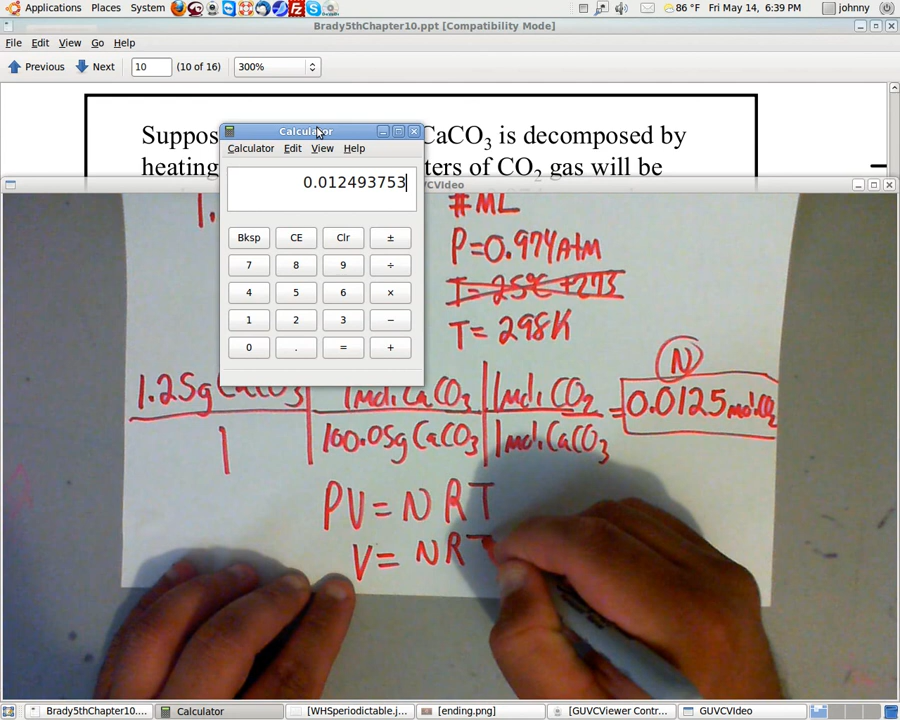 Applications Places System 86 °F Fri May 14, 6:39 PM johnny
Brady5thChapter10.ppt [Compatibility Mode]
File Edit View Go Help
Previous Next 10 (10 of 16) 300%
Suppos CaCO3 is decomposed by
heating ters of CO2 gas will be
Calculator
Calculator Edit View Help
0.012493753
Bksp CE Clr ±
7 8 9 ÷
4 5 6 ×
1 2 3 −
0 . = +
VCVIdeo
1.
#ML
P=0.974Atm
T=25°C+273
T=298K
N
1.25g CaCO3 1mol.CaCO3 1mol.CO2 =0.0125mol.CO2
1 100.05g CaCO3 1mol.CaCO3
PV=NRT
V=NRT
Brady5thChapter10.... Calculator [WHSperiodictable.j... [ending.png] [GUVCViewer Contr... GUVCVIdeo